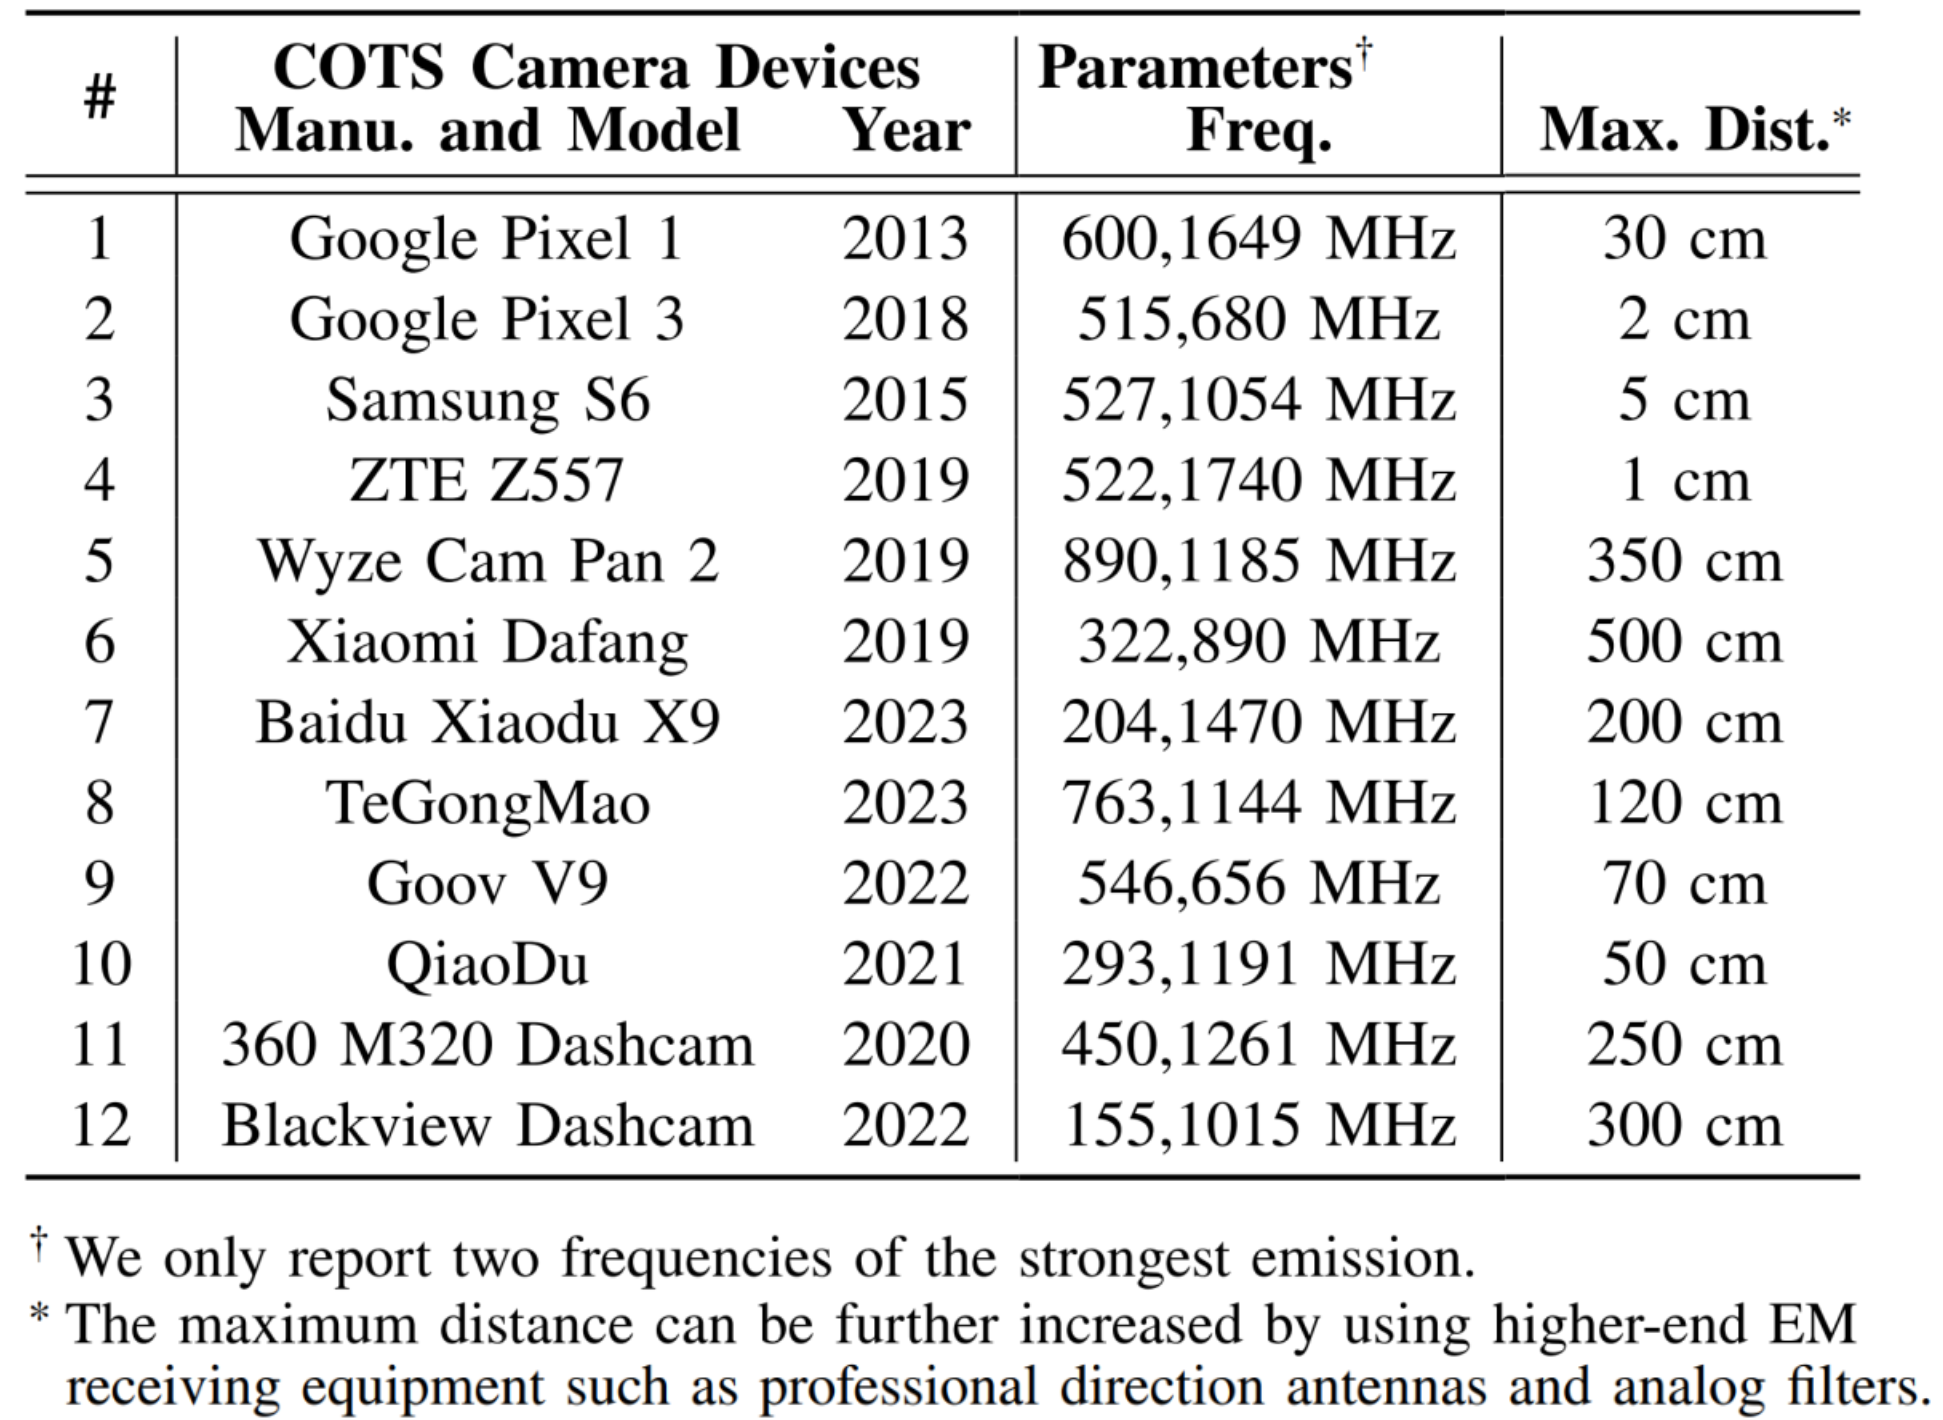 # COTS Camera Devices Parameters†
Manu. and Model Year Freq. Max. Dist.*
1 Google Pixel 1 2013 600,1649 MHz 30 cm
2 Google Pixel 3 2018 515,680 MHz 2 cm
3 Samsung S6 2015 527,1054 MHz 5 cm
4 ZTE Z557 2019 522,1740 MHz 1 cm
5 Wyze Cam Pan 2 2019 890,1185 MHz 350 cm
6 Xiaomi Dafang 2019 322,890 MHz 500 cm
7 Baidu Xiaodu X9 2023 204,1470 MHz 200 cm
8 TeGongMao 2023 763,1144 MHz 120 cm
9 Goov V9 2022 546,656 MHz 70 cm
10 QiaoDu 2021 293,1191 MHz 50 cm
11 360 M320 Dashcam 2020 450,1261 MHz 250 cm
12 Blackview Dashcam 2022 155,1015 MHz 300 cm
† We only report two frequencies of the strongest emission.
* The maximum distance can be further increased by using higher-end EM
receiving equipment such as professional direction antennas and analog filters.